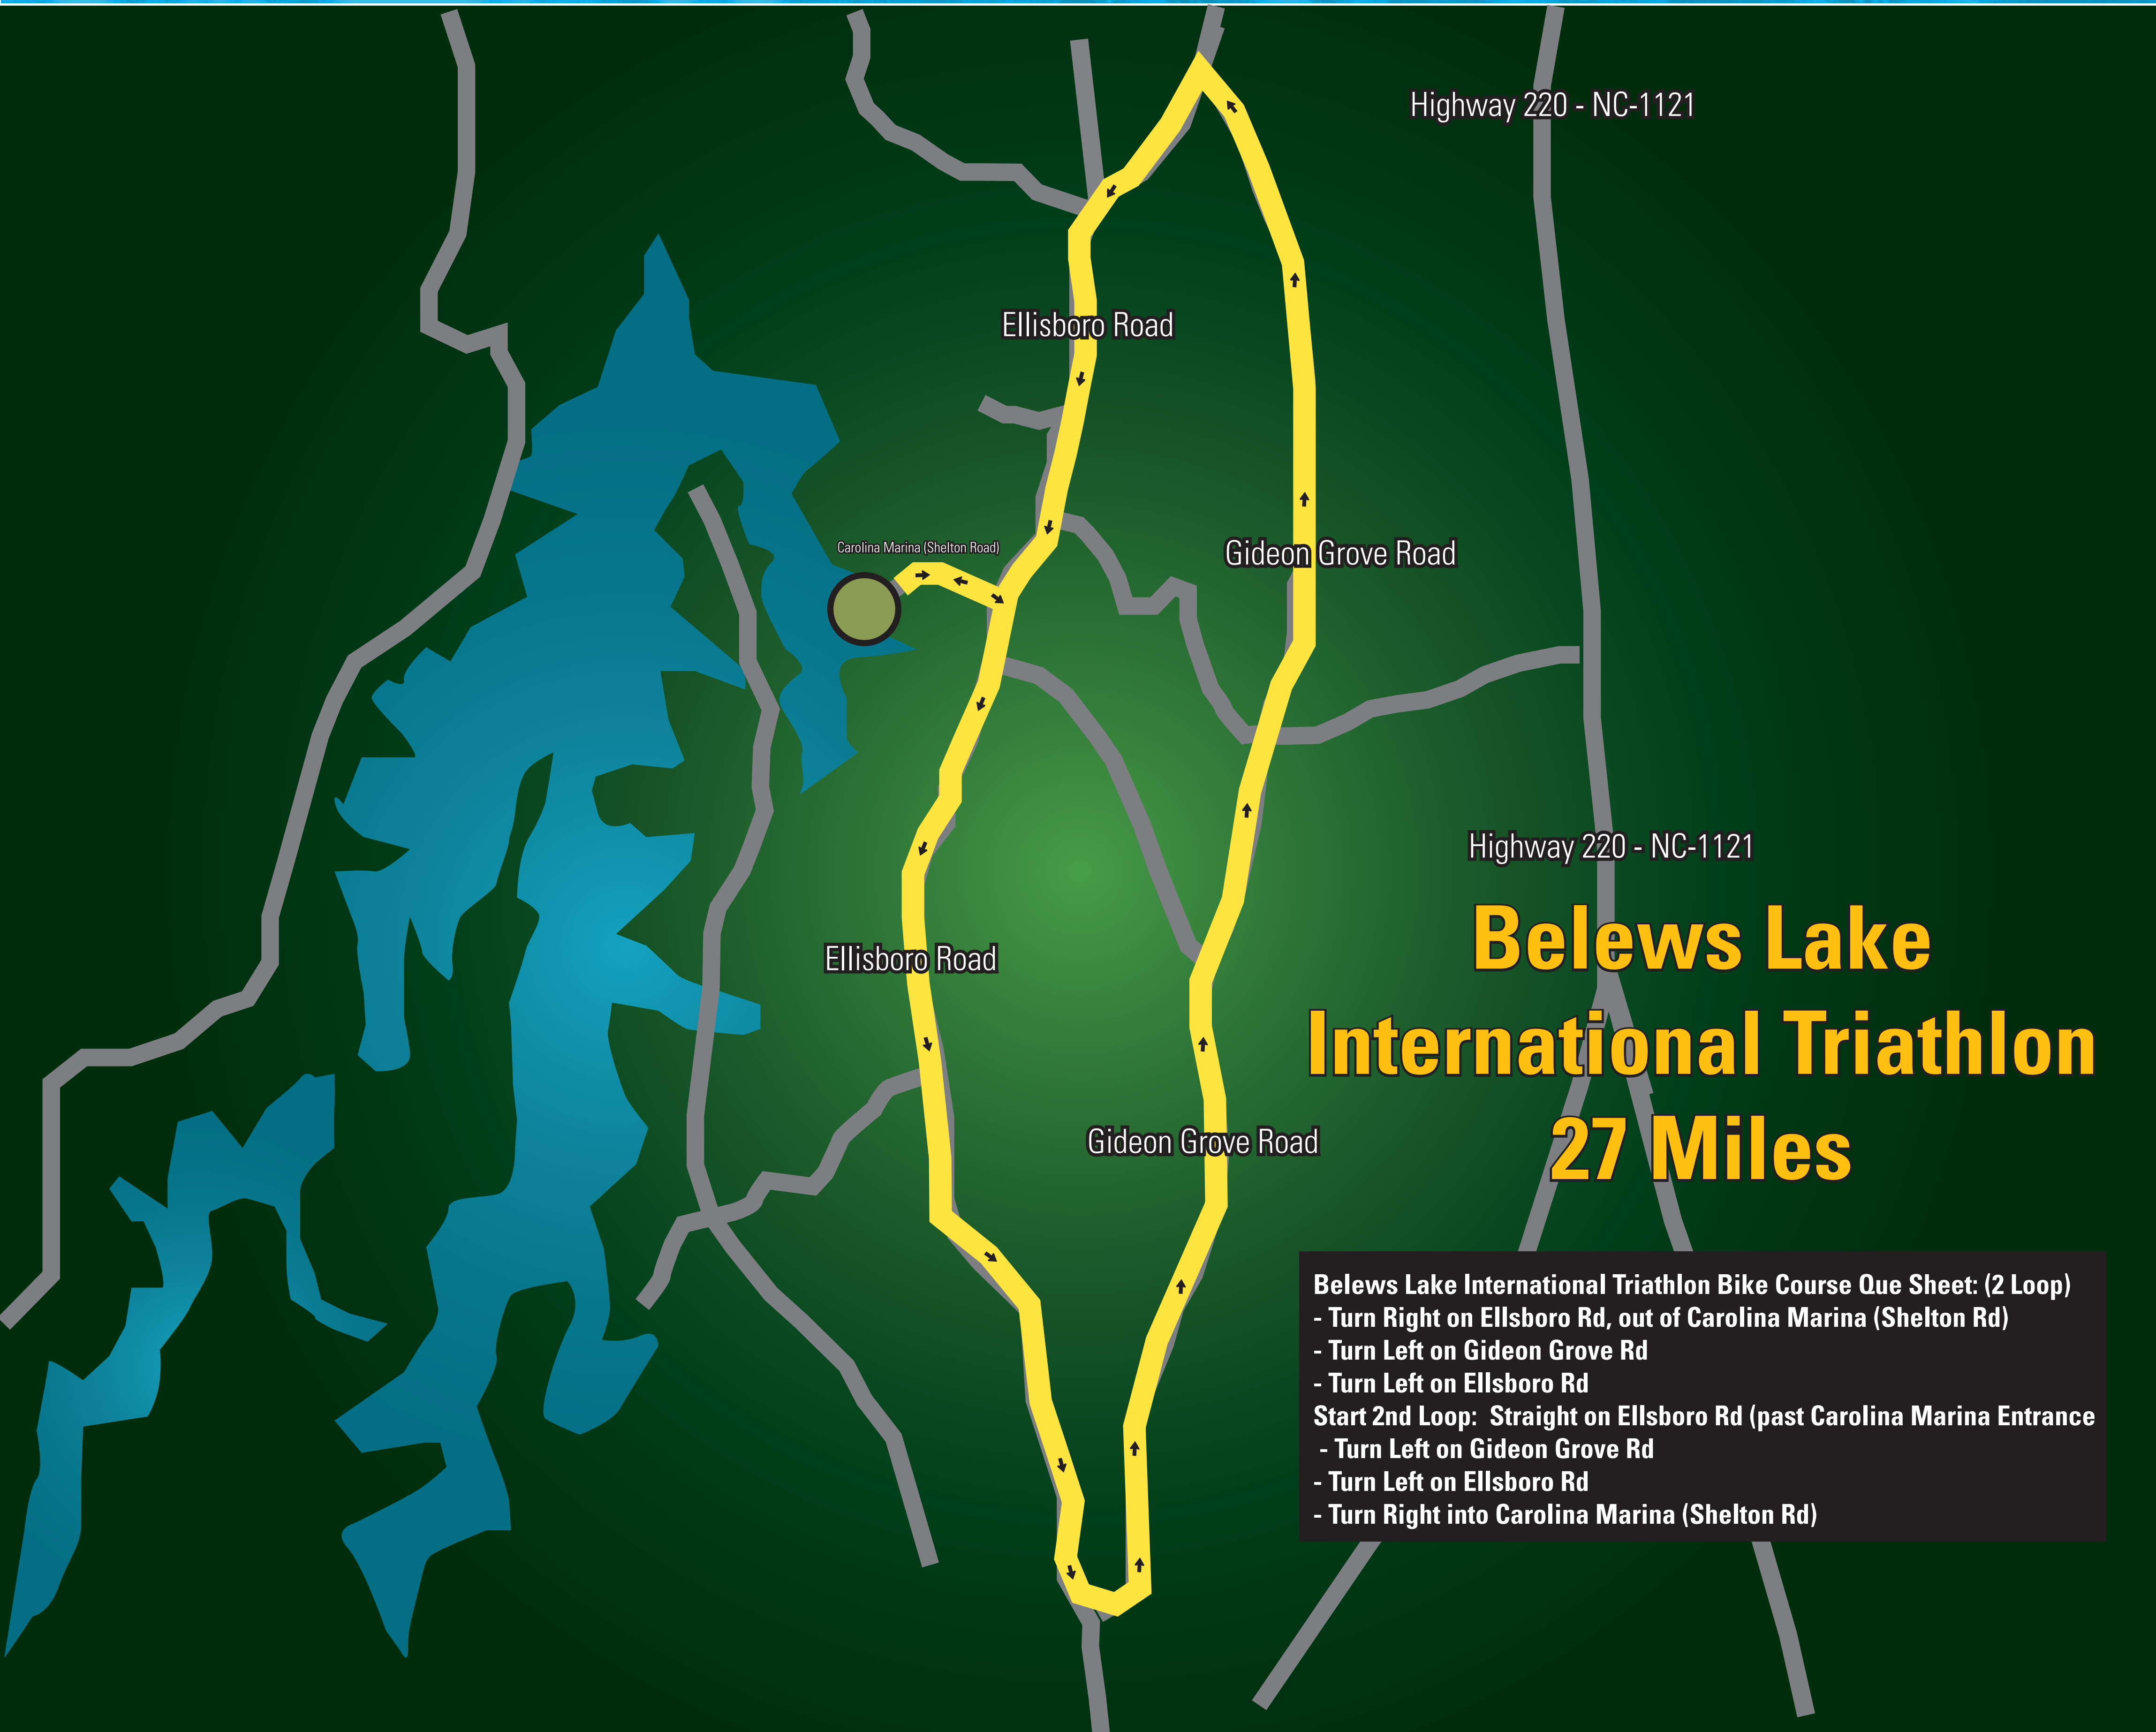 Highway 220 - NC-1121
Ellisboro Road
Carolina Marina (Shelton Road)
Gideon Grove Road
Highway 220 - NC-1121
Belews Lake
International Triathlon
27 Miles
Ellisboro Road
Gideon Grove Road
Belews Lake International Triathlon Bike Course Que Sheet: (2 Loop)
- Turn Right on Ellsboro Rd, out of Carolina Marina (Shelton Rd)
- Turn Left on Gideon Grove Rd
- Turn Left on Ellsboro Rd
Start 2nd Loop:  Straight on Ellsboro Rd (past Carolina Marina Entrance
- Turn Left on Gideon Grove Rd
- Turn Left on Ellsboro Rd
- Turn Right into Carolina Marina (Shelton Rd)